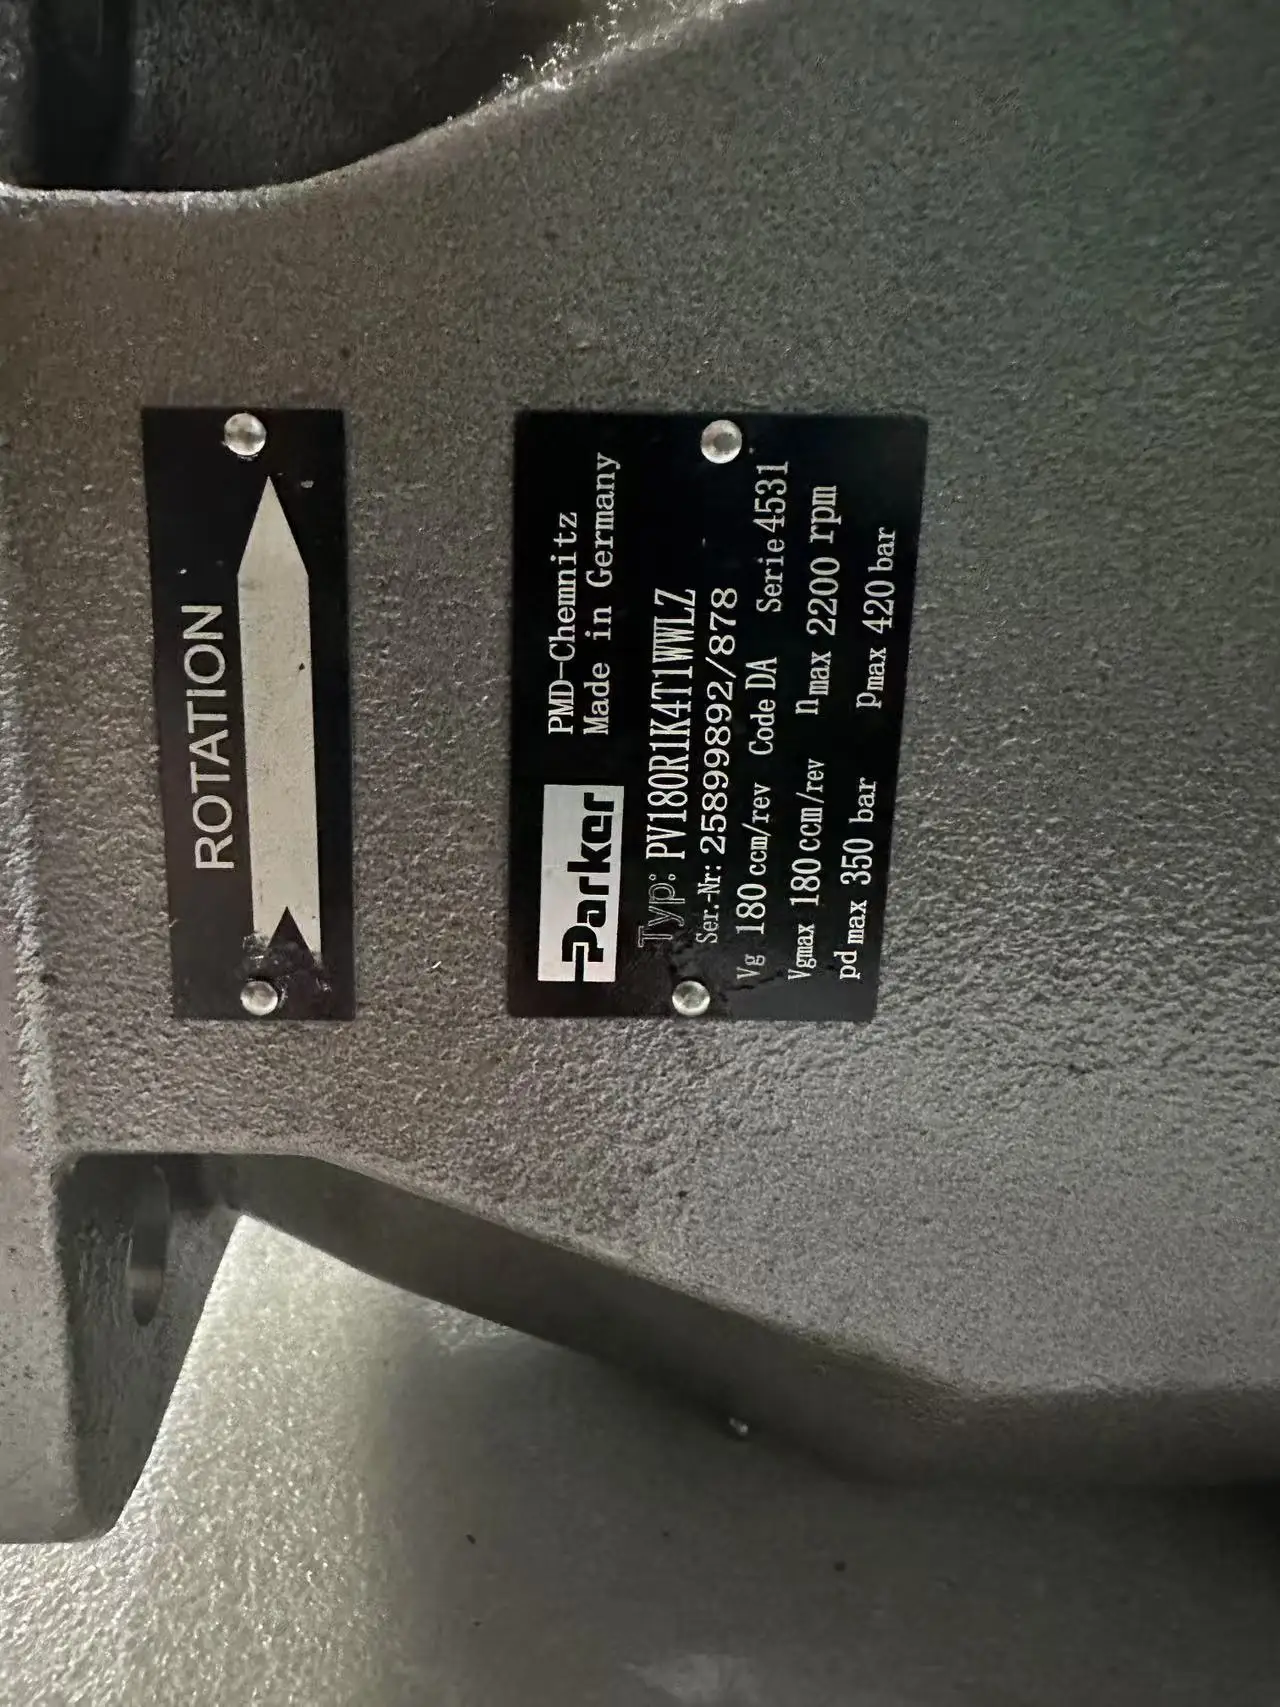 ROTATION
Parker
PMD-Chemnitz
Made in Germany
Typ: PV180R1K4T1WWLZ
Ser.-Nr: 25899892/878
Vg 180 ccm/rev Code DA Serie 4531
Vgmax 180 ccm/rev nmax 2200 rpm
pd max 350 bar pmax 420 bar